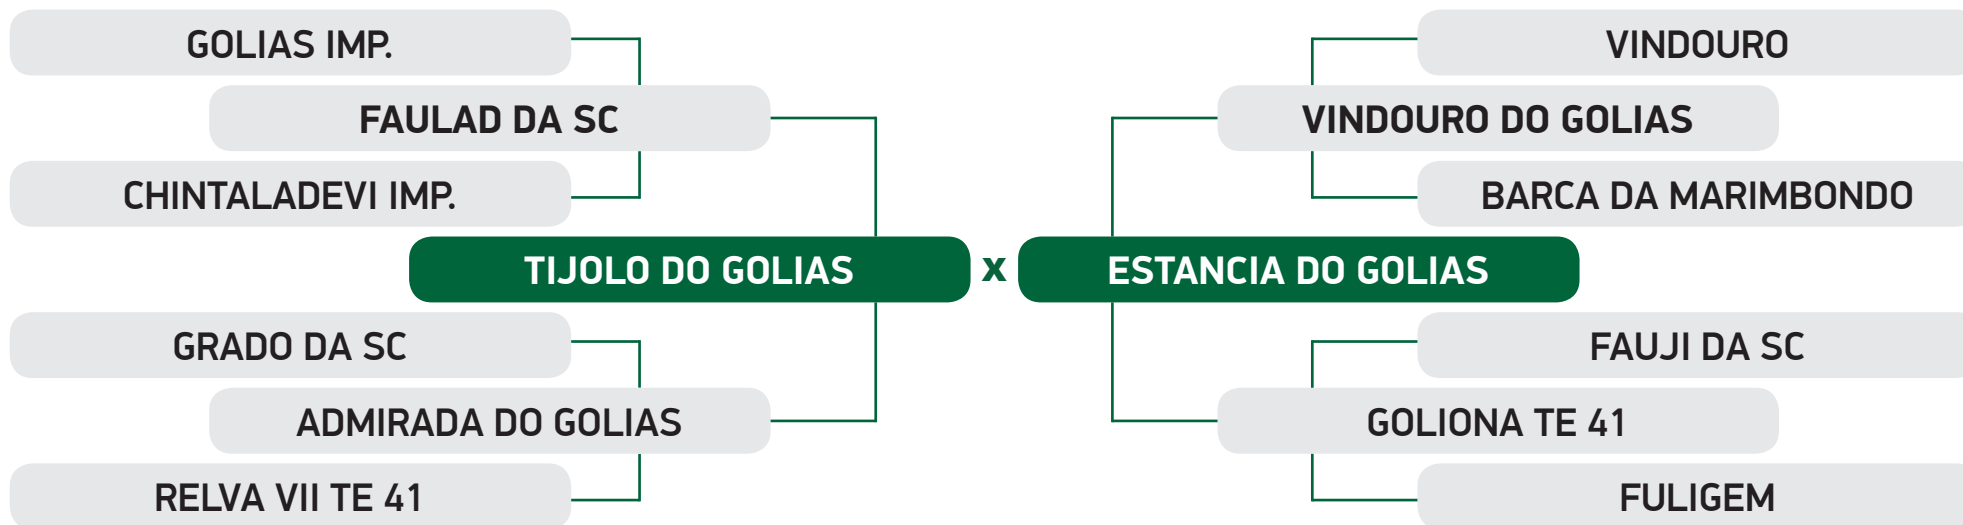 GOLIAS IMP.
VINDOURO
FAULAD DA SC
VINDOURO DO GOLIAS
CHINTALADEVI IMP.
BARCA DA MARIMBONDO
TIJOLO DO GOLIAS x ESTANCIA DO GOLIAS
GRADO DA SC
FAUJI DA SC
ADMIRADA DO GOLIAS
GOLIONA TE 41
RELVA VII TE 41
FULIGEM